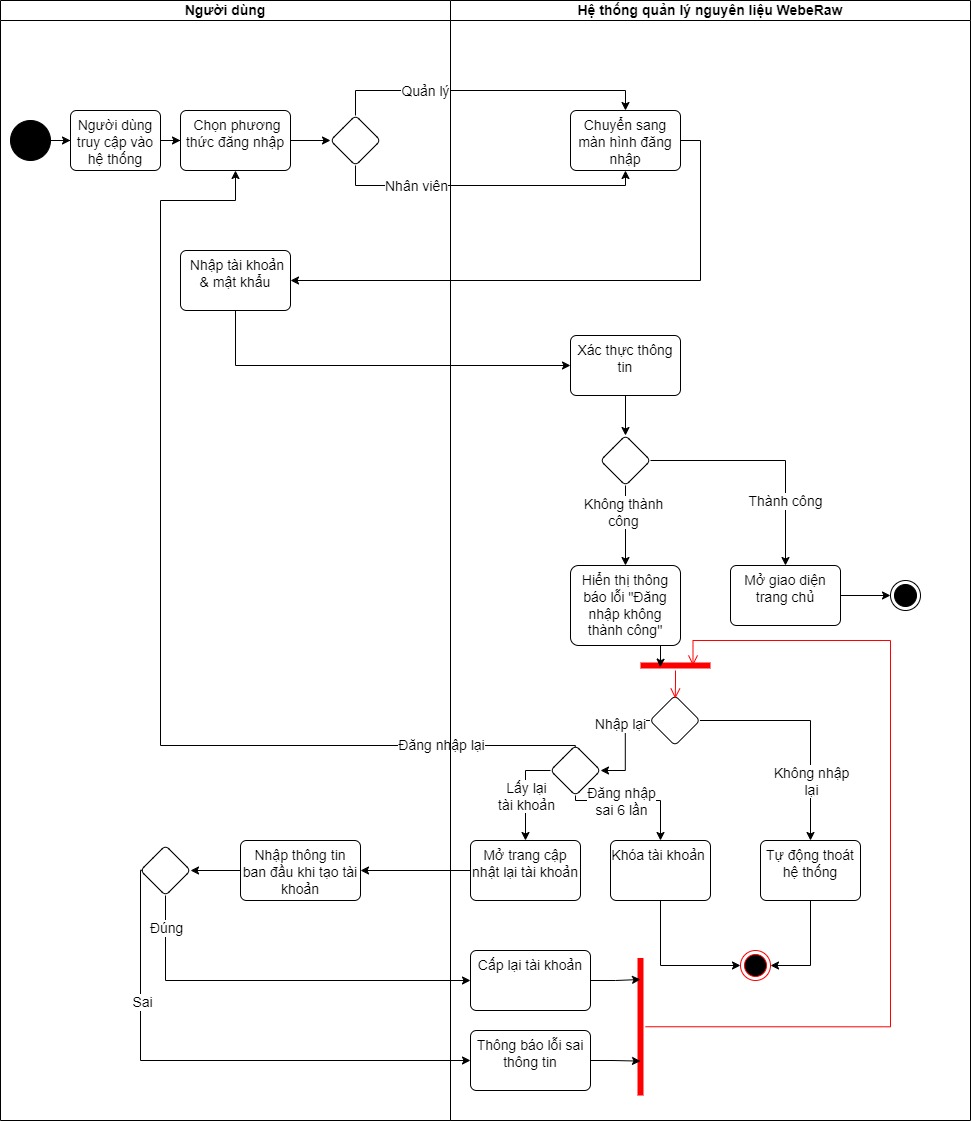 Người dùng
Hệ thống quản lý nguyên liệu WebeRaw
Quản lý
Người dùng
truy cập vào
hệ thống
Chọn phương
thức đăng nhập
Chuyển sang
màn hình đăng
nhập
Nhân viên
Nhập tài khoản
& mật khẩu
Xác thực thông
tin
Không thành
công
Thành công
Hiển thị thông
báo lỗi "Đăng
nhập không
thành công"
Mở giao diện
trang chủ
Nhập lại
Đăng nhập lại
Không nhập
lại
Lấy lại
tài khoản
Đăng nhập
sai 6 lần
Nhập thông tin
ban đầu khi tạo tài
khoản
Mở trang cập
nhật lại tài khoản
Khóa tài khoản
Tự động thoát
hệ thống
Đúng
Cấp lại tài khoản
Sai
Thông báo lỗi sai
thông tin